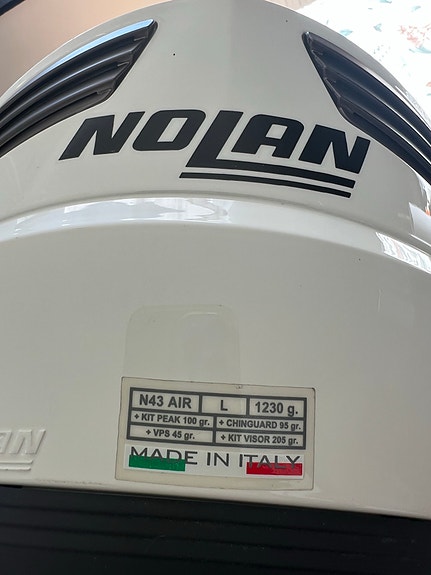 NOLAN
N43 AIR L 1230 g.
+ KIT PEAK 100 gr. + CHINGUARD 95 gr.
+ VPS 45 gr. + KIT VISOR 205 gr.
MADE IN ITALY